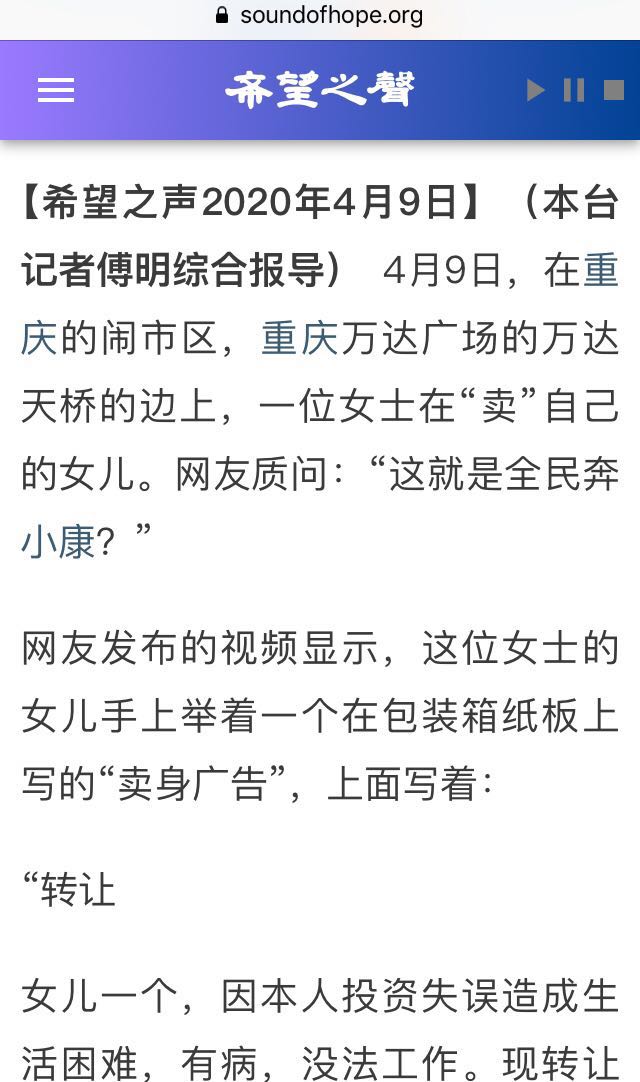 soundofhope.org
希望之聲
【希望之声2020年4月9日】（本台
记者傅明综合报导） 4月9日，在重
庆的闹市区，重庆万达广场的万达
天桥的边上，一位女士在“卖”自己
的女儿。网友质问：“这就是全民奔
小康？”
网友发布的视频显示，这位女士的
女儿手上举着一个在包装箱纸板上
写的“卖身广告”，上面写着：
“转让
女儿一个，因本人投资失误造成生
活困难，有病，没法工作。现转让